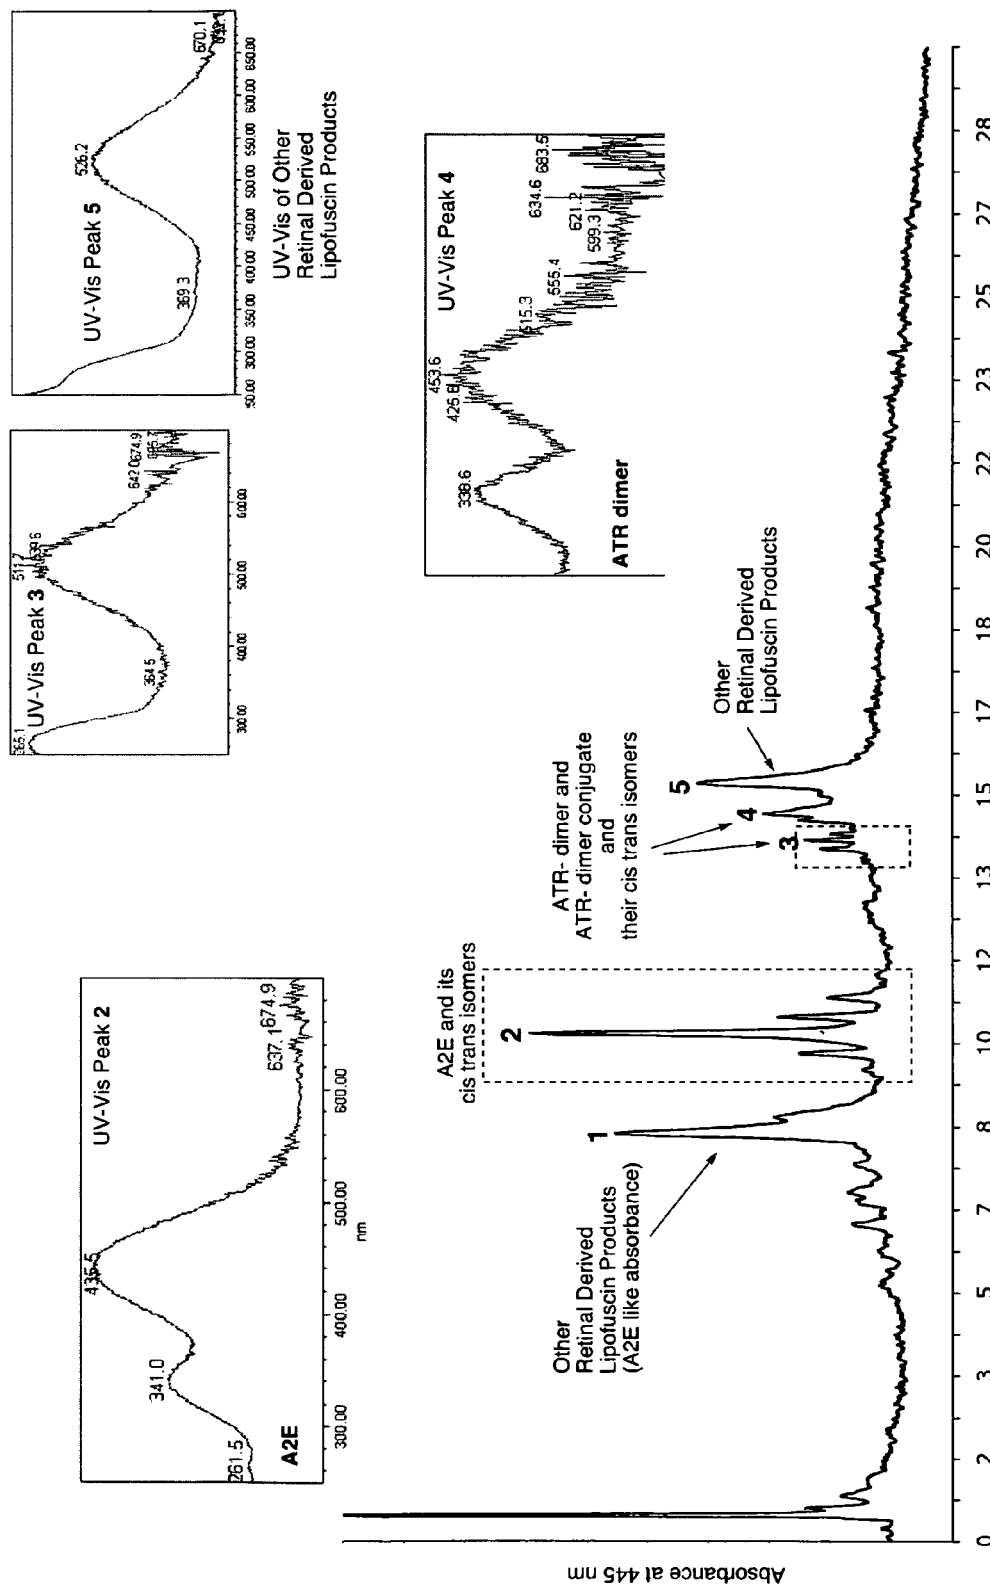 A2E
UV-Vis Peak 2
261.5
341.0
435.5
637.1
674.9
300.00
400.00
500.00
600.00
nm
UV-Vis Peak 3
364.5
511.7
539.6
642.0
674.9
300.00
400.00
500.00
600.00
UV-Vis Peak 5
369.3
526.2
670.1
300.00
350.00
400.00
450.00
500.00
550.00
600.00
650.00
UV-Vis of Other
Retinal Derived
Lipofuscin Products
ATR dimer
UV-Vis Peak 4
338.6
453.6
515.3
555.4
599.3
621.2
634.6
683.5
Other
Retinal Derived
Lipofuscin Products
(A2E like absorbance)
1
A2E and its
cis trans isomers
2
ATR- dimer and
ATR- dimer conjugate
and
their cis trans isomers
3
4
5
Other
Retinal Derived
Lipofuscin Products
Absorbance at 445 nm
0
2
3
5
7
8
10
12
13
15
17
18
20
22
23
25
27
28